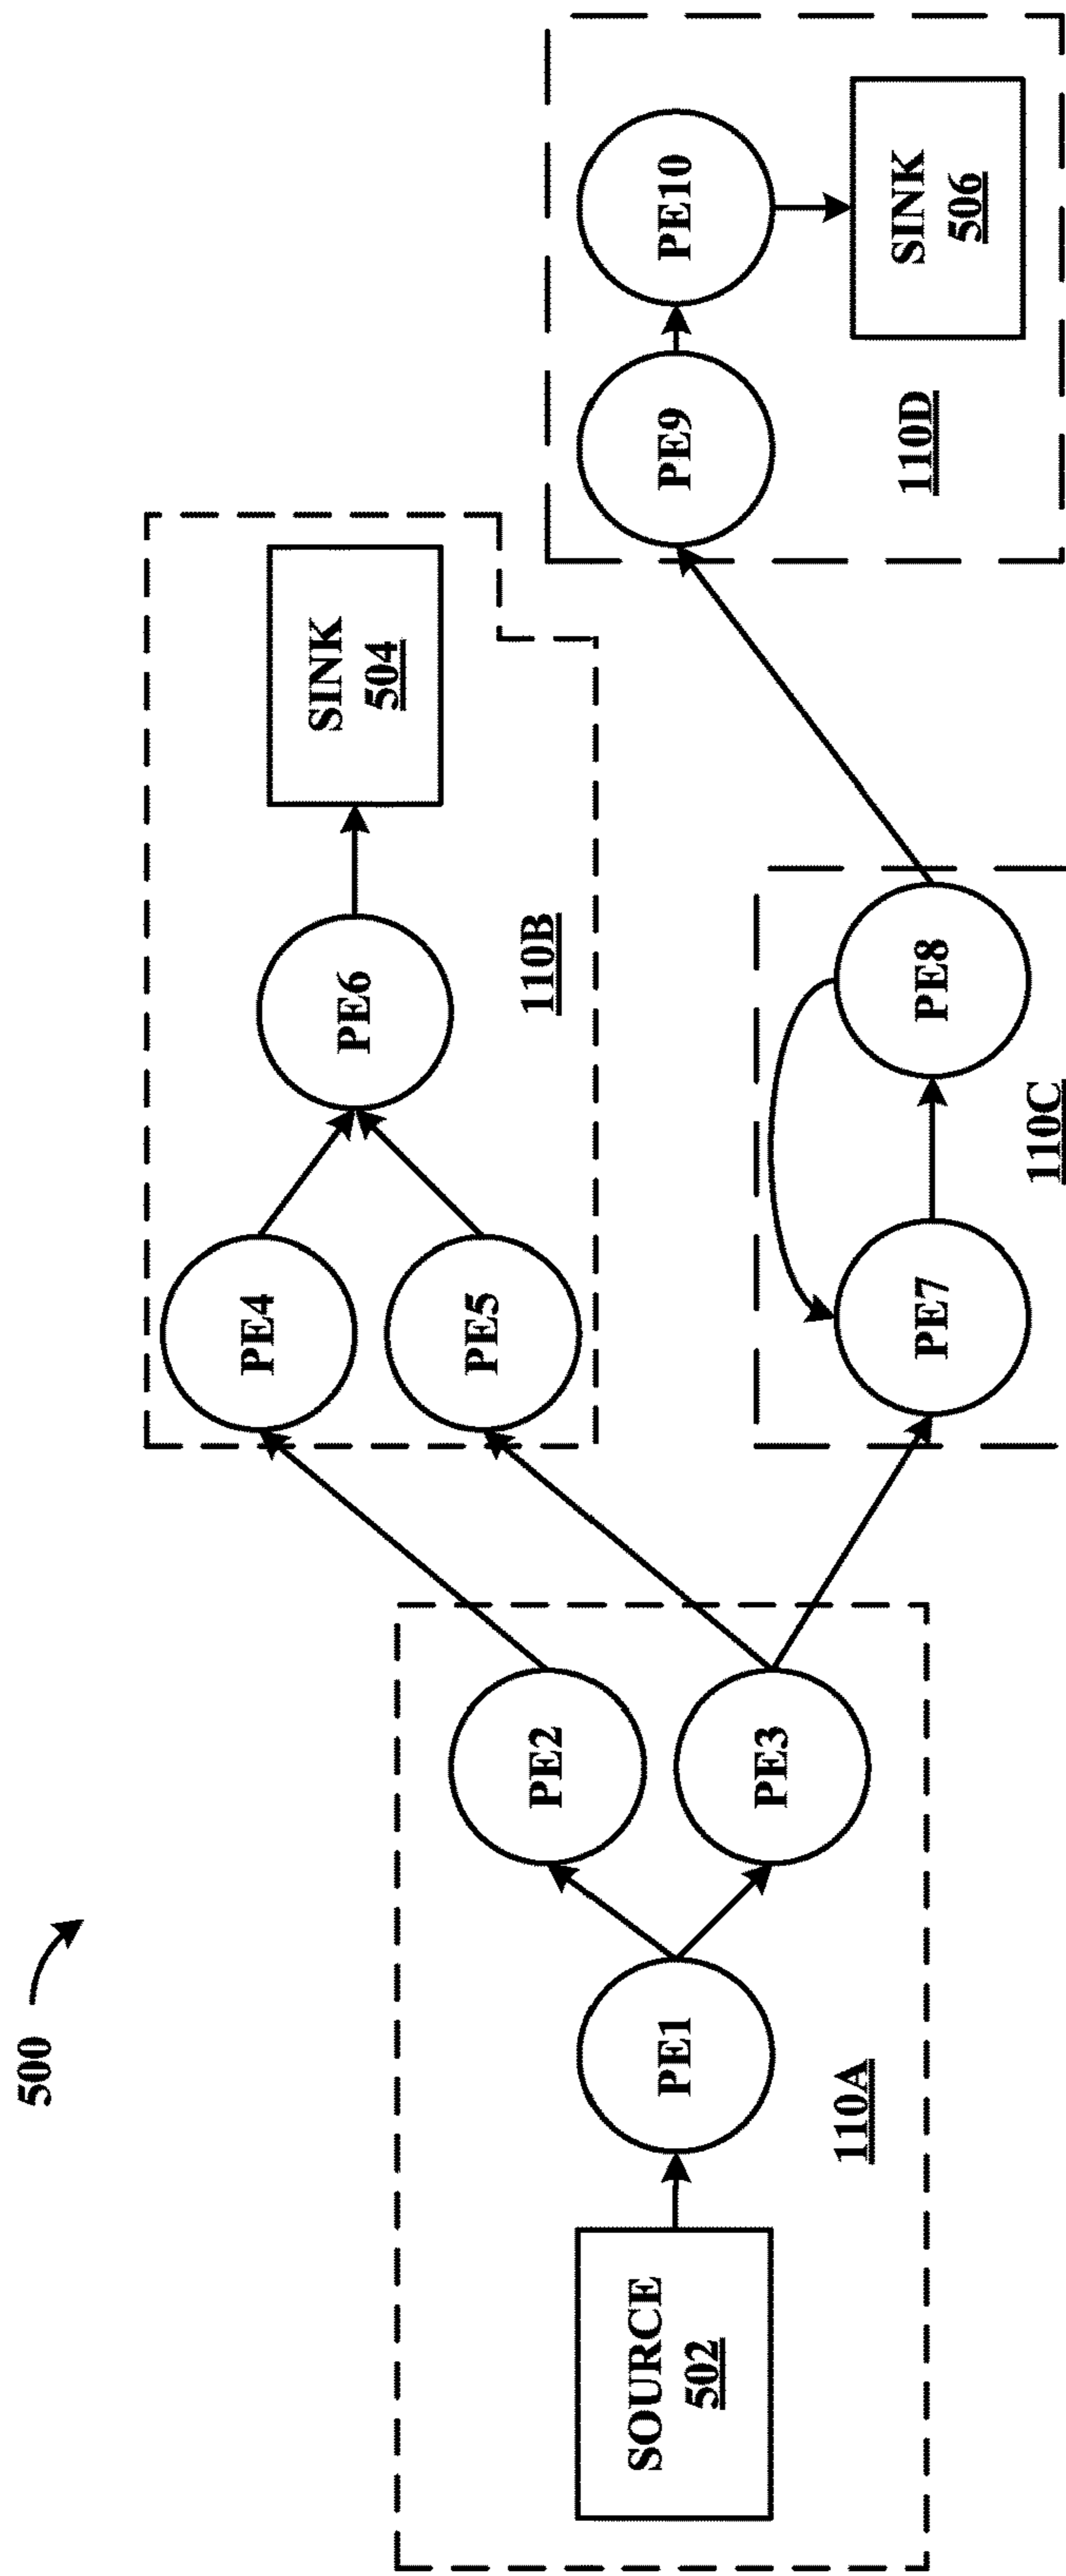 500
SOURCE
502
PE1
110A
PE2
PE3
PE4
PE5
PE6
SINK
504
110B
PE7
PE8
110C
PE9
PE10
SINK
506
110D